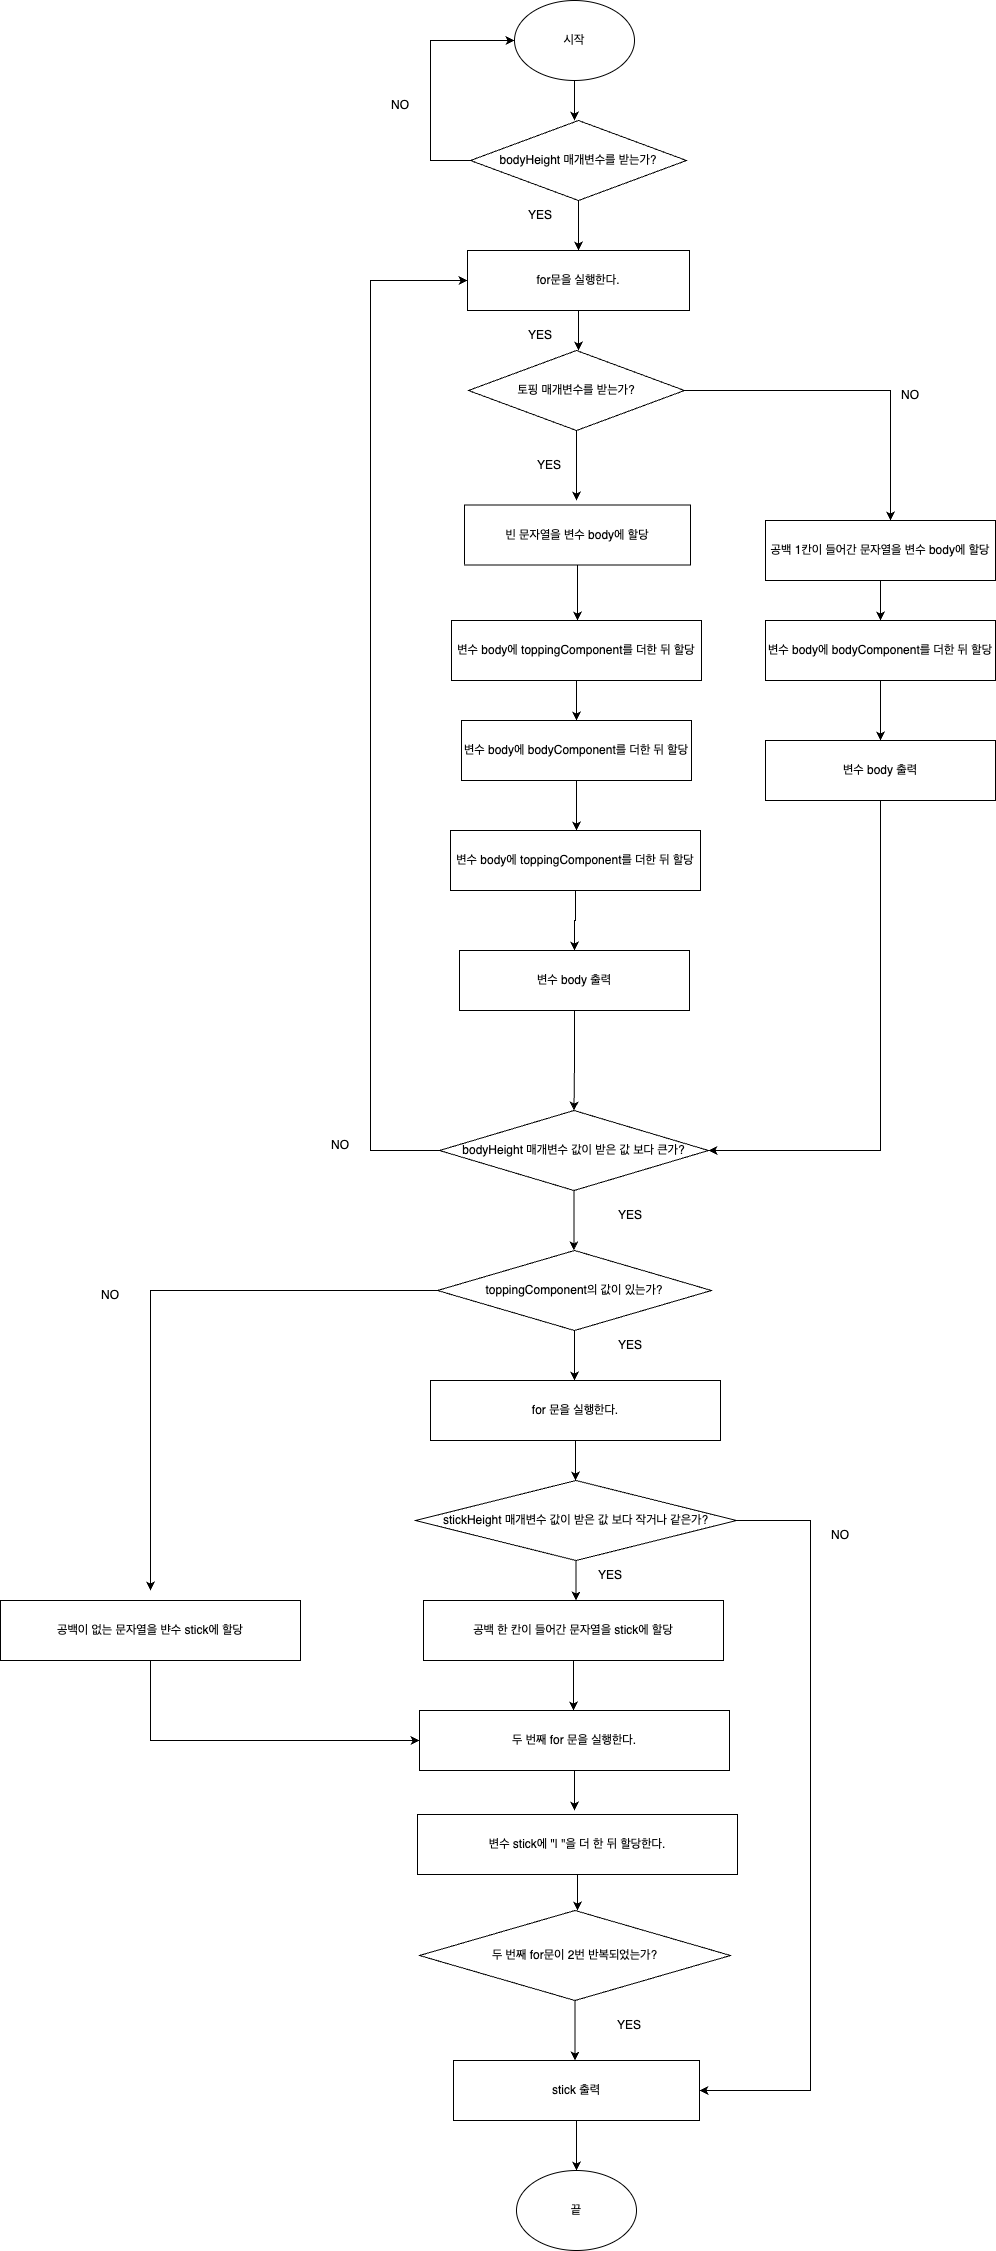 시작
NO
bodyHeight 매개변수를 받는가?
YES
for문을 실행한다.
YES
토핑 매개변수를 받는가?
NO
YES
빈 문자열을 변수 body에 할당
공백 1칸이 들어간 문자열을 변수 body에 할당
변수 body에 toppingComponent를 더한 뒤 할당
변수 body에 bodyComponent를 더한 뒤 할당
변수 body에 bodyComponent를 더한 뒤 할당
변수 body 출력
변수 body에 toppingComponent를 더한 뒤 할당
변수 body 출력
NO
bodyHeight 매개변수 값이 받은 값 보다 큰가?
YES
NO
toppingComponent의 값이 있는가?
YES
for 문을 실행한다.
stickHeight 매개변수 값이 받은 값 보다 작거나 같은가?
NO
YES
공백이 없는 문자열을 뱐수 stick에 할당
공백 한 칸이 들어간 문자열을 stick에 할당
두 번째 for 문을 실행한다.
변수 stick에 "| "을 더 한 뒤 할당한다.
두 번째 for문이 2번 반복되었는가?
YES
stick 출력
끝